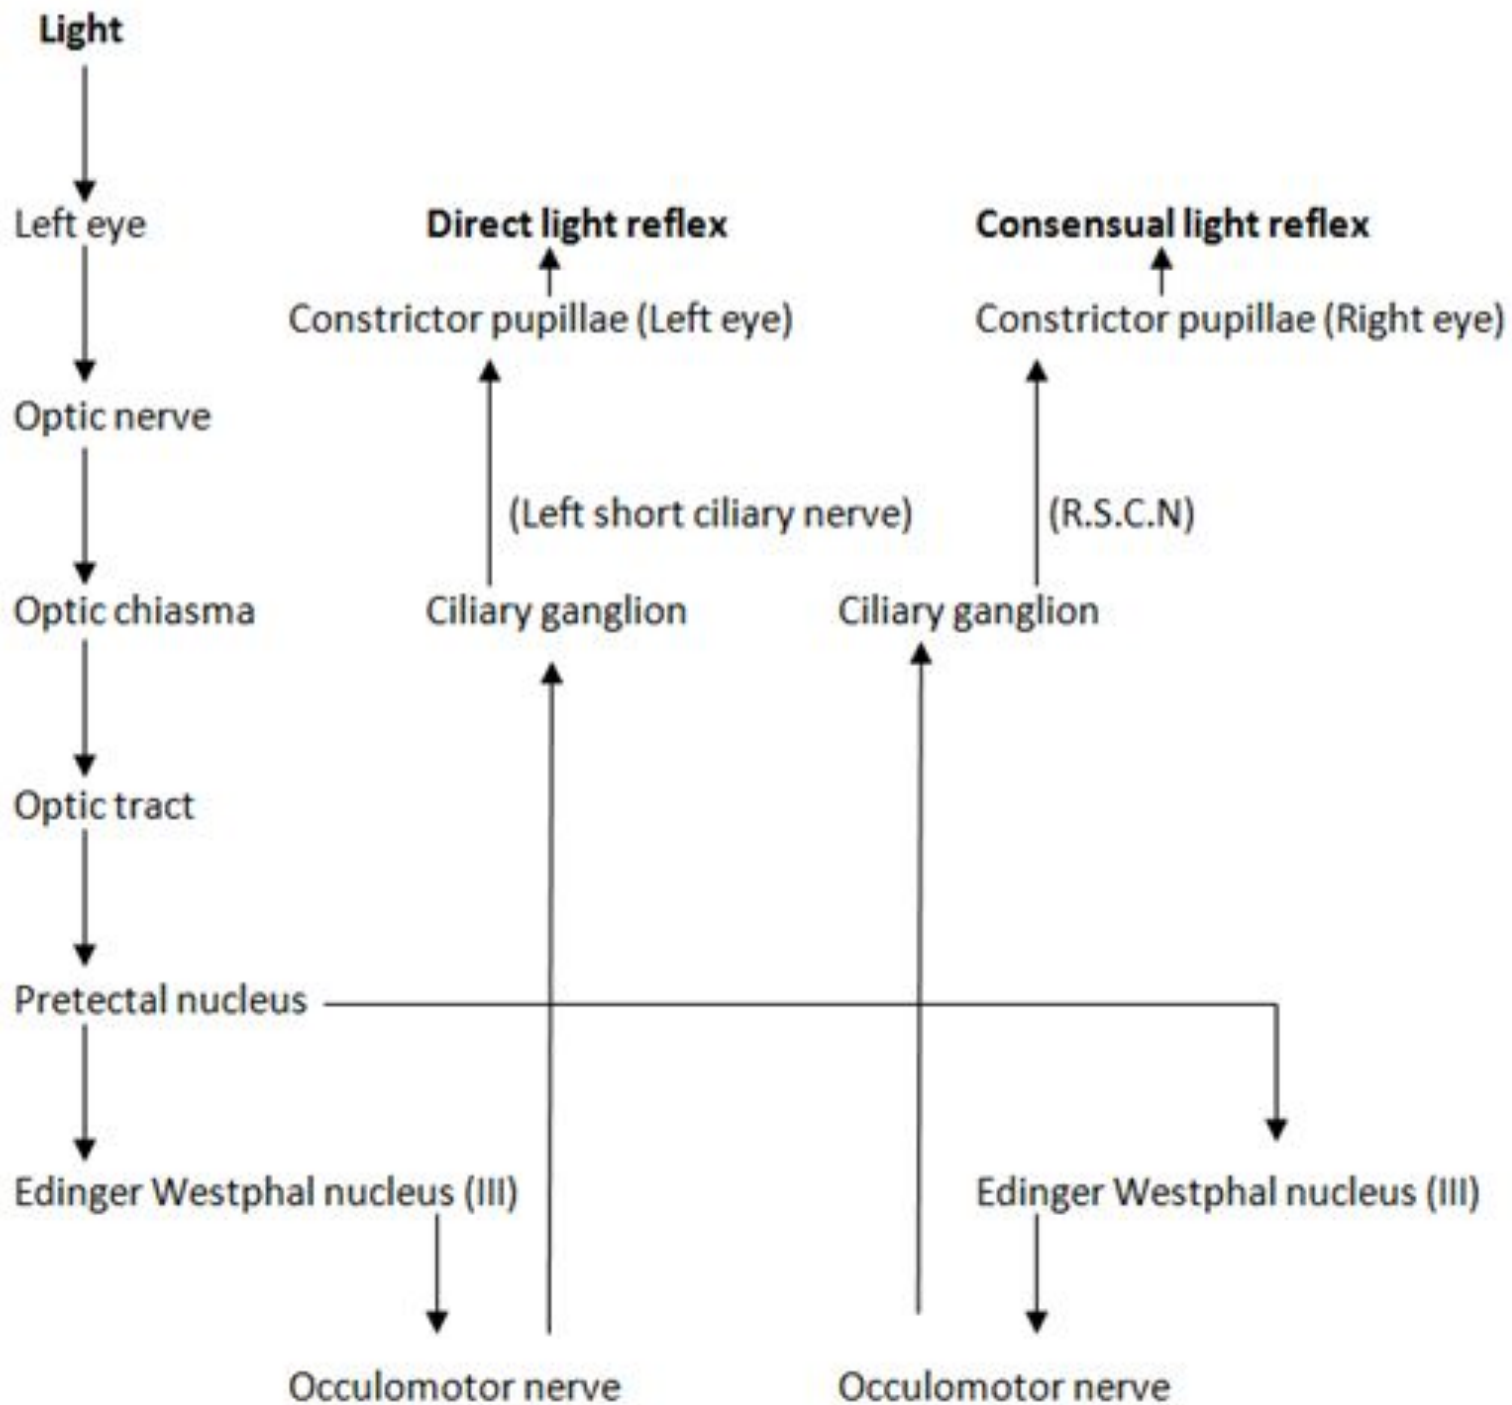 Light
Left eye
Direct light reflex
Consensual light reflex
Constrictor pupillae (Left eye)
Constrictor pupillae (Right eye)
Optic nerve
(Left short ciliary nerve)
(R.S.C.N)
Optic chiasma
Ciliary ganglion
Ciliary ganglion
Optic tract
Pretectal nucleus
Edinger Westphal nucleus (III)
Edinger Westphal nucleus (III)
Occulomotor nerve
Occulomotor nerve